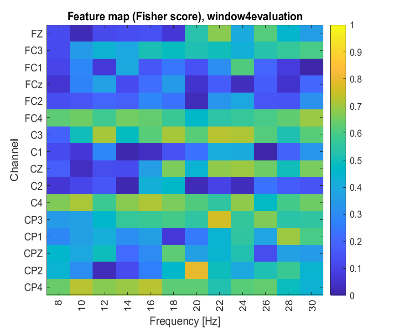 Feature map (Fisher score), window4evaluation
FZ
FC3
FC1
FCz
FC2
FC4
C3
C1
CZ
C2
C4
CP3
CP1
CPZ
CP2
CP4
Channel
8 10 12 14 16 18 20 22 24 26 28 30
Frequency [Hz]
1
0.9
0.8
0.7
0.6
0.5
0.4
0.3
0.2
0.1
0